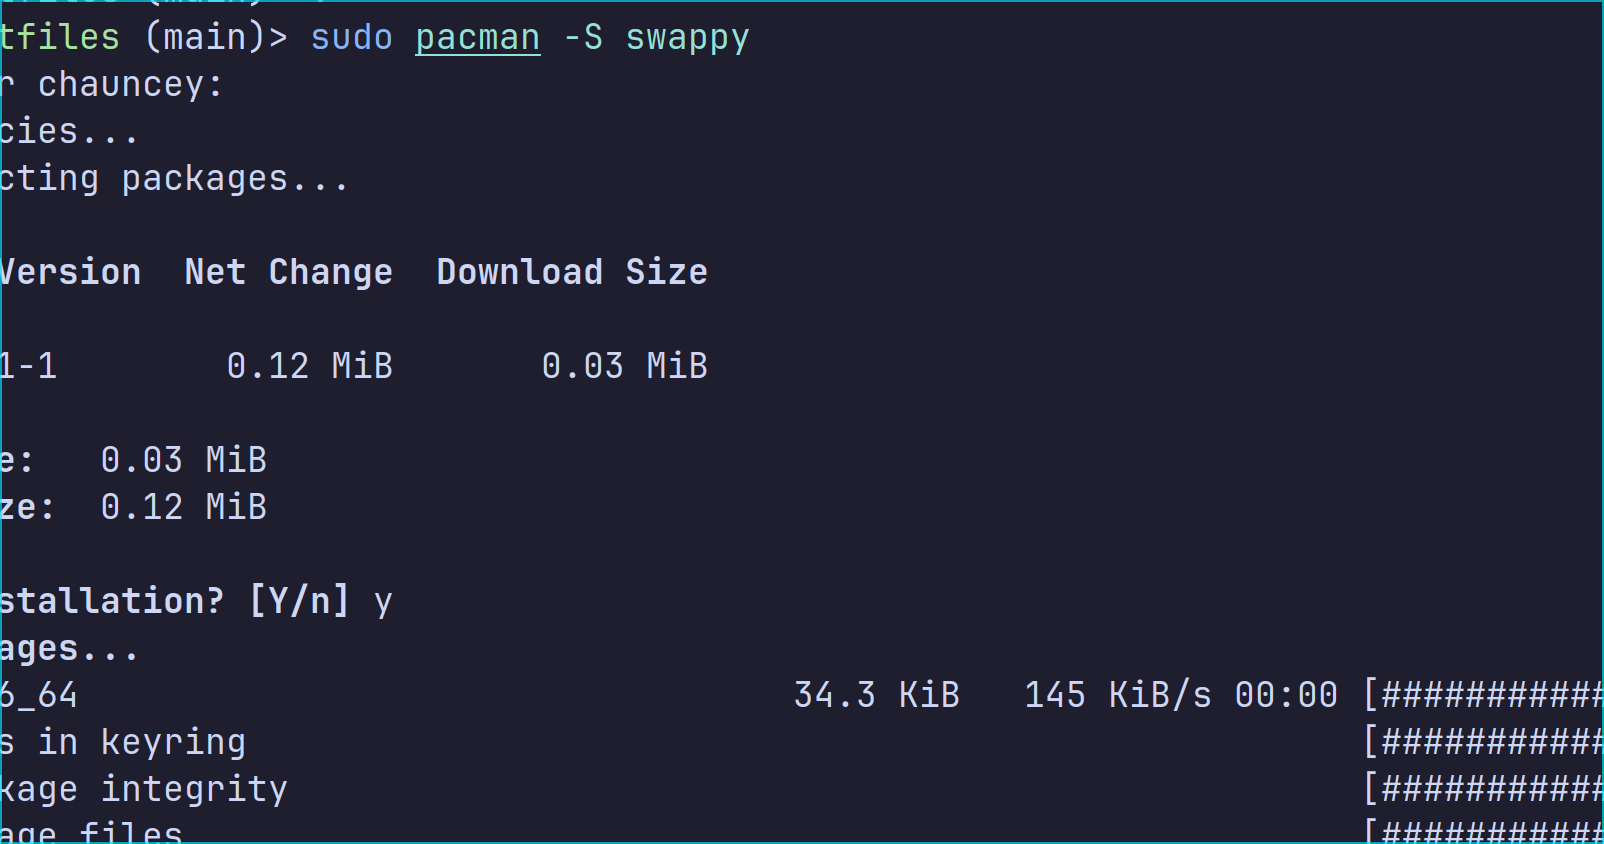 tfiles (main)> sudo pacman -S swappy
r chauncey:
cies...
cting packages...
Version  Net Change  Download Size
1-1        0.12 MiB       0.03 MiB
e:   0.03 MiB
ze:  0.12 MiB
stallation? [Y/n] y
ages...
6_64                                  34.3 KiB   145 KiB/s 00:00 [###########
s in keyring                                                     [###########
kage integrity                                                   [###########
age files                                                        [###########